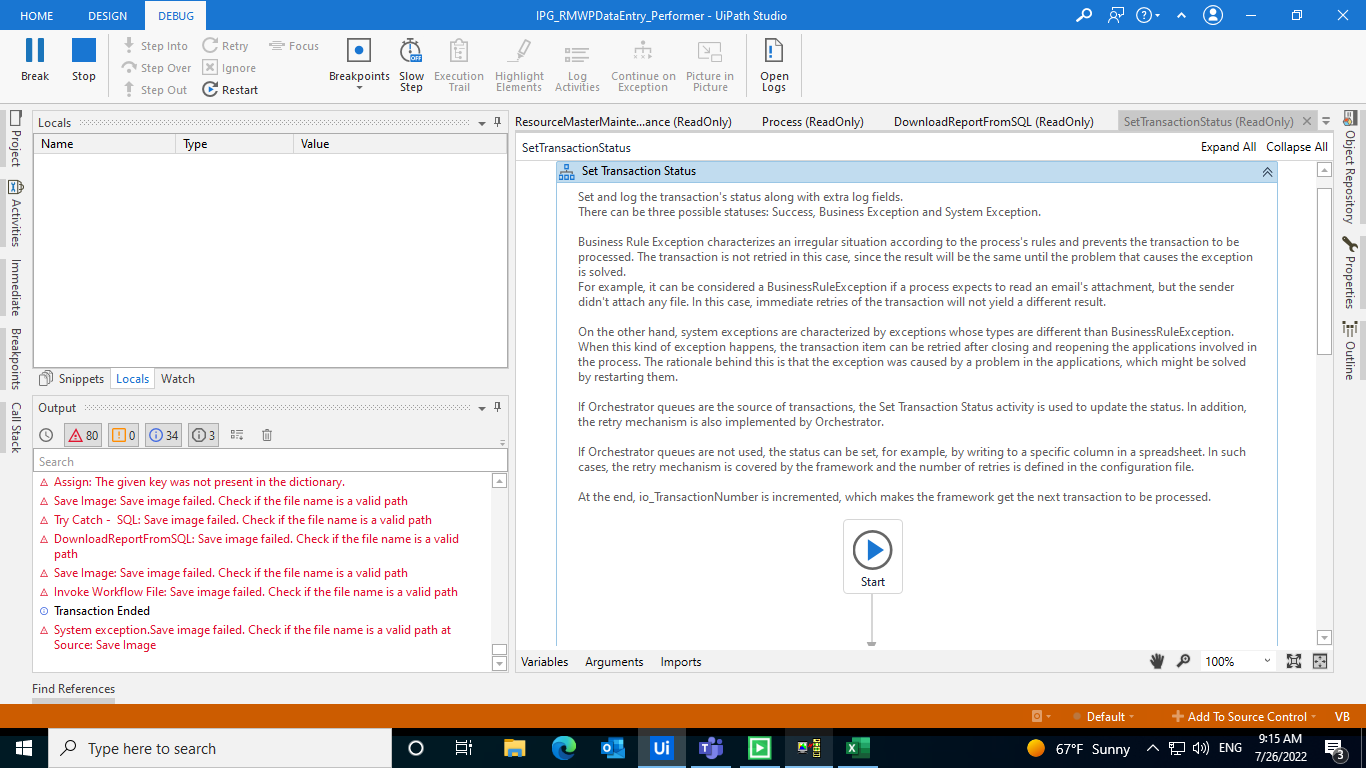 HOME DESIGN DEBUG IPG_RMWPDataEntry_Performer - UiPath Studio
Break
Stop
Step Into
Step Over
Step Out
Retry
Ignore
Restart
Focus
Breakpoints
Slow
Step
Execution
Trail
Highlight
Elements
Log
Activities
Continue on
Exception
Picture in
Picture
Open
Logs
Project
Activities
Immediate
Breakpoints
Call Stack
Locals
Name Type Value
Snippets Locals Watch
Output
80 0 34 3
Search
Assign: The given key was not present in the dictionary.
Save Image: Save image failed. Check if the file name is a valid path
Try Catch - SQL: Save image failed. Check if the file name is a valid path
DownloadReportFromSQL: Save image failed. Check if the file name is a valid
path
Save Image: Save image failed. Check if the file name is a valid path
Invoke Workflow File: Save image failed. Check if the file name is a valid path
Transaction Ended
System exception.Save image failed. Check if the file name is a valid path at
Source: Save Image
Find References
ResourceMasterMainte...ance (ReadOnly) Process (ReadOnly) DownloadReportFromSQL (ReadOnly) SetTransactionStatus (ReadOnly)
SetTransactionStatus Expand All Collapse All
Set Transaction Status
Set and log the transaction's status along with extra log fields.
There can be three possible statuses: Success, Business Exception and System Exception.
Business Rule Exception characterizes an irregular situation according to the process's rules and prevents the transaction to be
processed. The transaction is not retried in this case, since the result will be the same until the problem that causes the exception
is solved.
For example, it can be considered a BusinessRuleException if a process expects to read an email's attachment, but the sender
didn't attach any file. In this case, immediate retries of the transaction will not yield a different result.
On the other hand, system exceptions are characterized by exceptions whose types are different than BusinessRuleException.
When this kind of exception happens, the transaction item can be retried after closing and reopening the applications involved in
the process. The rationale behind this is that the exception was caused by a problem in the applications, which might be solved
by restarting them.
If Orchestrator queues are the source of transactions, the Set Transaction Status activity is used to update the status. In addition,
the retry mechanism is also implemented by Orchestrator.
If Orchestrator queues are not used, the status can be set, for example, by writing to a specific column in a spreadsheet. In such
cases, the retry mechanism is covered by the framework and the number of retries is defined in the configuration file.
At the end, io_TransactionNumber is incremented, which makes the framework get the next transaction to be processed.
Start
Variables Arguments Imports 100%
Object Repository
Properties
Outline
Default Add To Source Control VB
Type here to search
Ui
67°F Sunny ENG
9:15 AM
7/26/2022
3